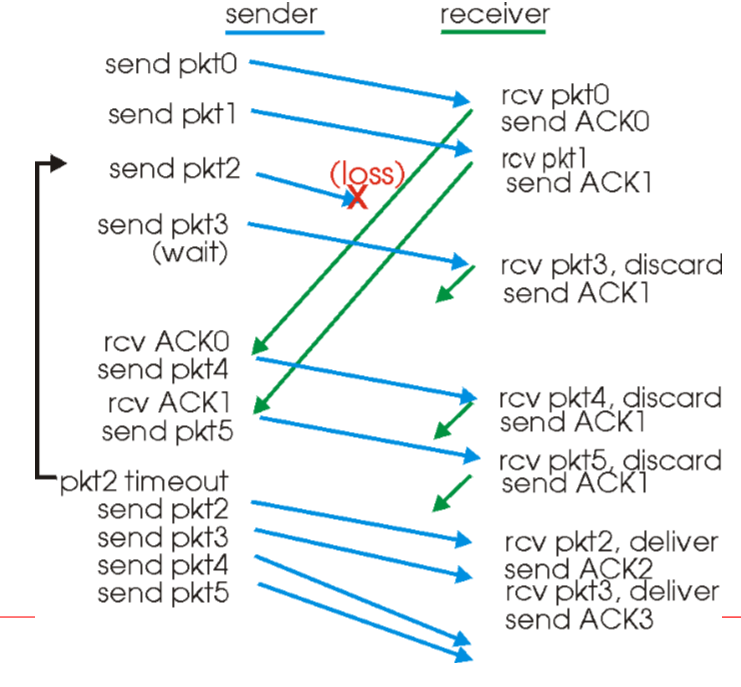 sender
receiver
send pkt0
rcv pkt0
send ACK0
send pkt1
rcv pkt1
send ACK1
send pkt2
(loss)
X
send pkt3
(wait)
rcv pkt3, discard
send ACK1
rcv ACK0
send pkt4
rcv ACK1
send pkt5
rcv pkt4, discard
send ACK1
rcv pkt5, discard
send ACK1
pkt2 timeout
send pkt2
send pkt3
send pkt4
send pkt5
rcv pkt2, deliver
send ACK2
rcv pkt3, deliver
send ACK3